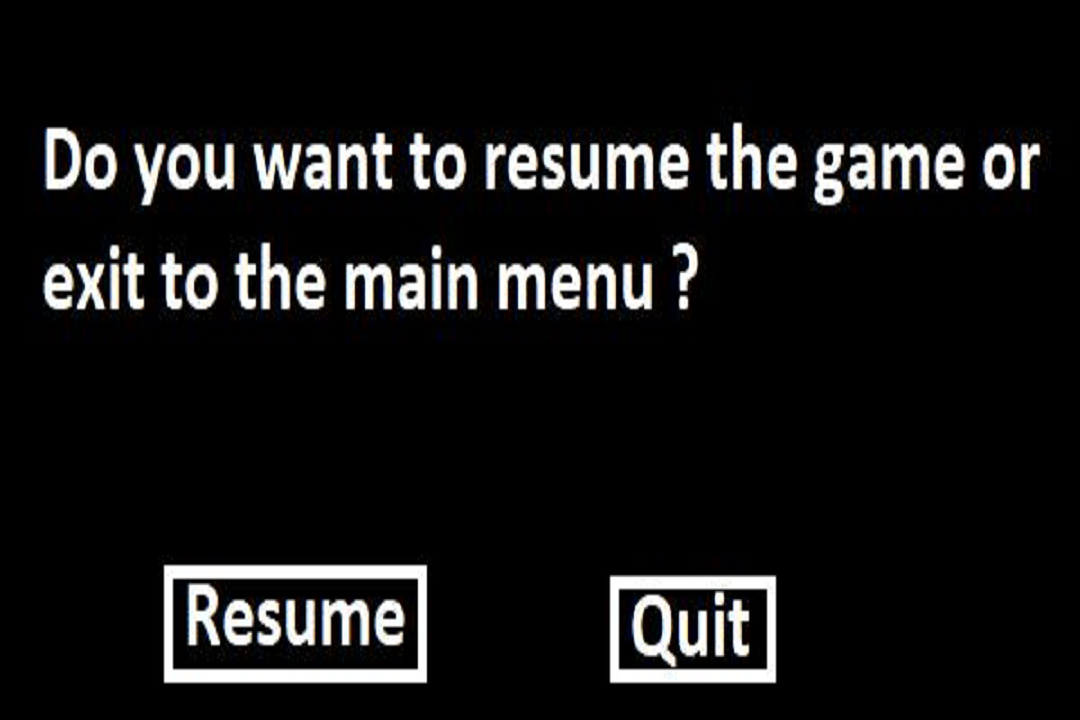 Do you want to resume the game or
exit to the main menu ?
Resume Quit